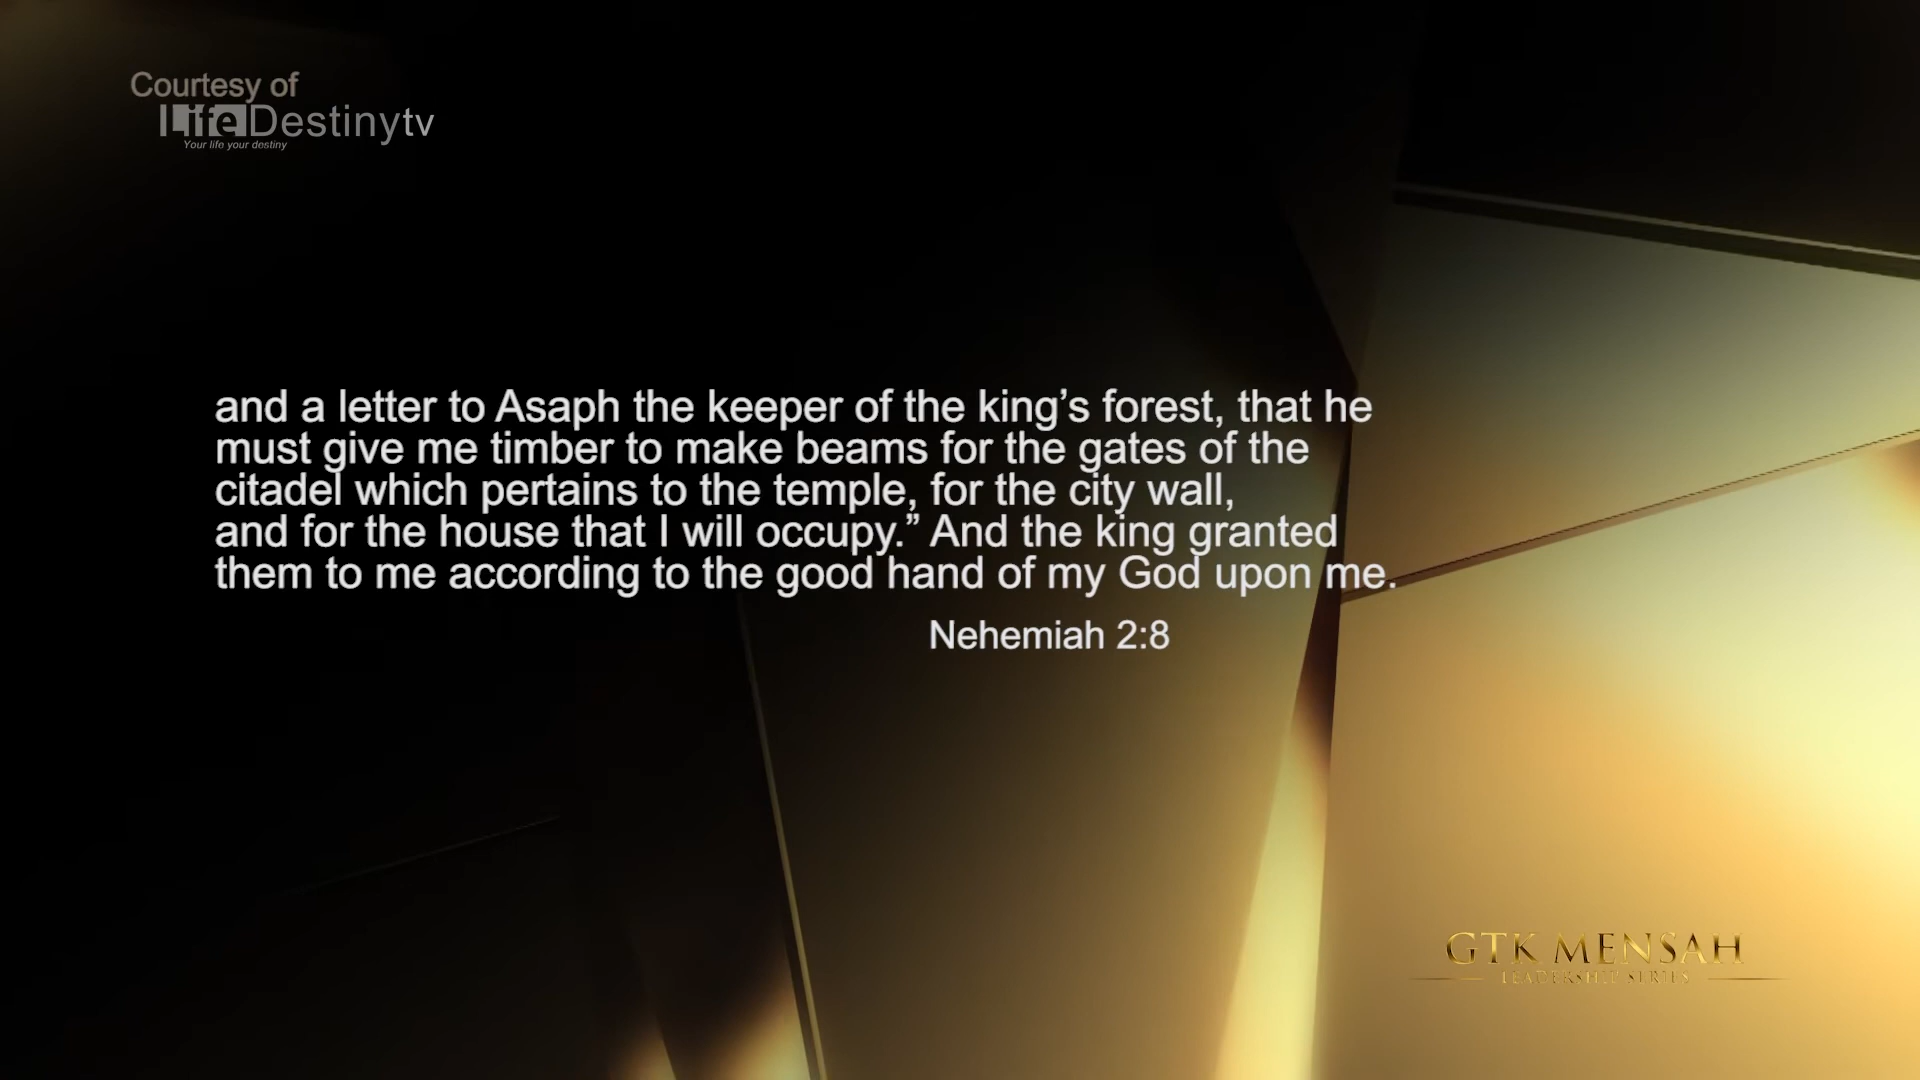 Courtesy of
LifeDestinytv
Your life your destiny
and a letter to Asaph the keeper of the king’s forest, that he
must give me timber to make beams for the gates of the
citadel which pertains to the temple, for the city wall,
and for the house that I will occupy.” And the king granted
them to me according to the good hand of my God upon me.
Nehemiah 2:8
GTK MENSAH
LEADERSHIP SERIES